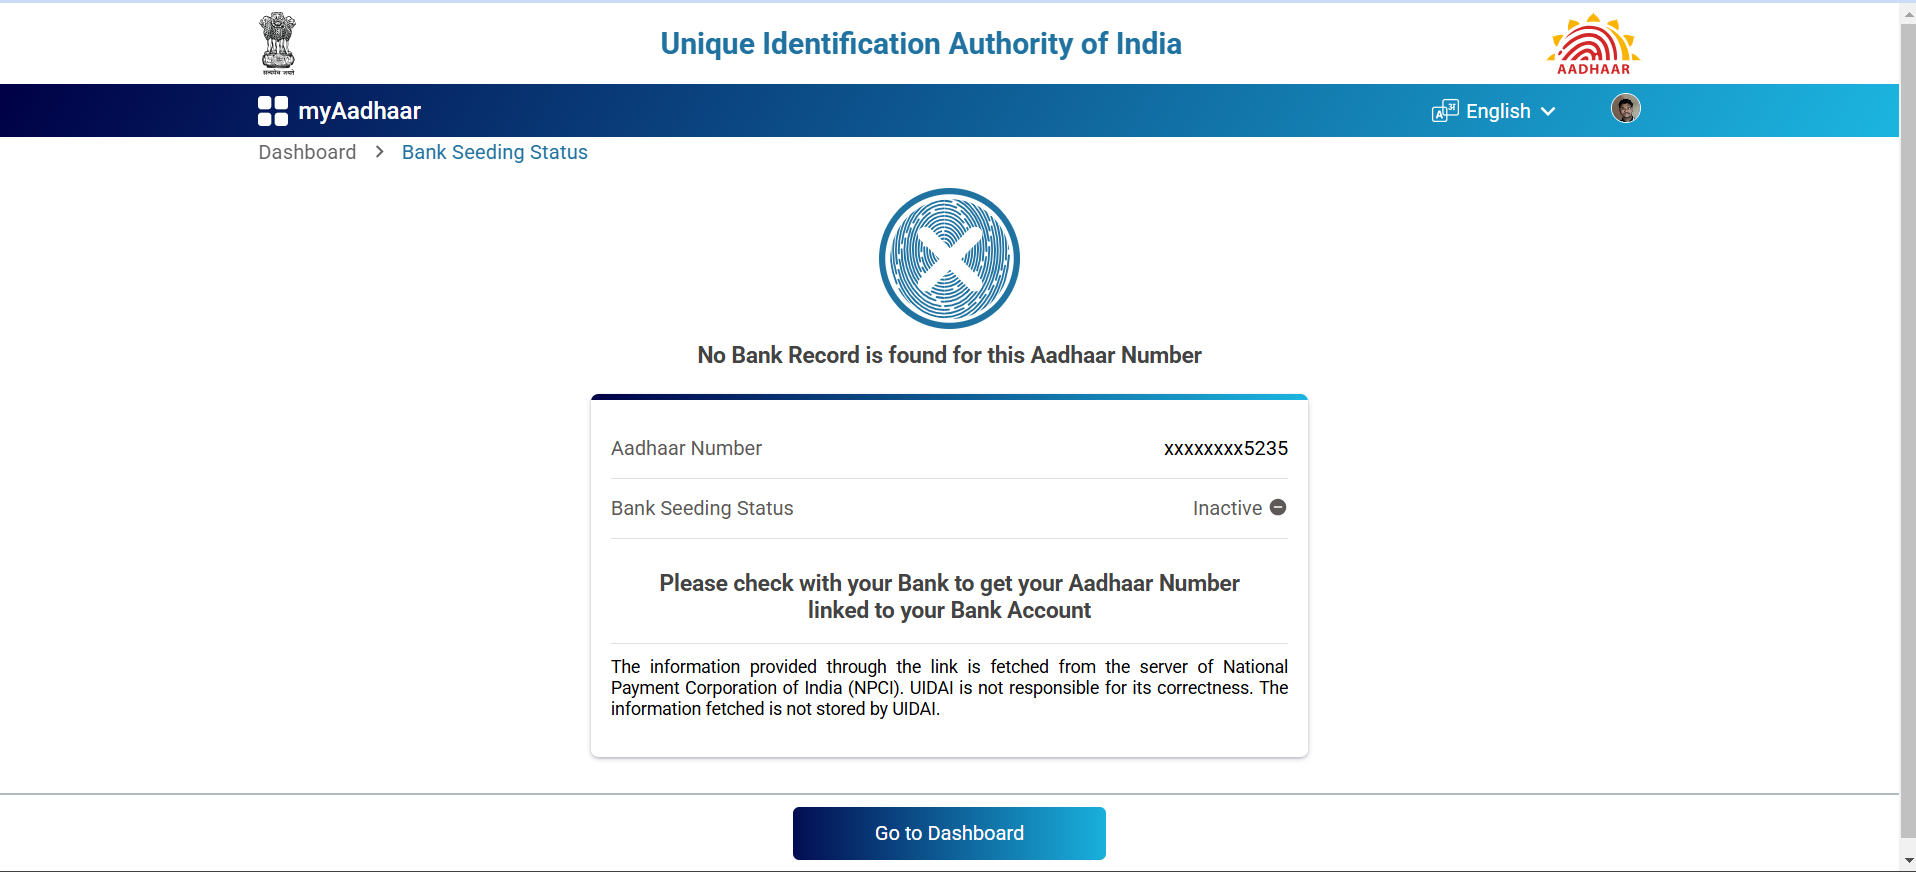 सत्यमेव जयते
Unique Identification Authority of India
AADHAAR
myAadhaar
English
Dashboard > Bank Seeding Status
No Bank Record is found for this Aadhaar Number
Aadhaar Number xxxxxxxx5235
Bank Seeding Status Inactive
Please check with your Bank to get your Aadhaar Number
linked to your Bank Account
The information provided through the link is fetched from the server of National
Payment Corporation of India (NPCI). UIDAI is not responsible for its correctness. The
information fetched is not stored by UIDAI.
Go to Dashboard